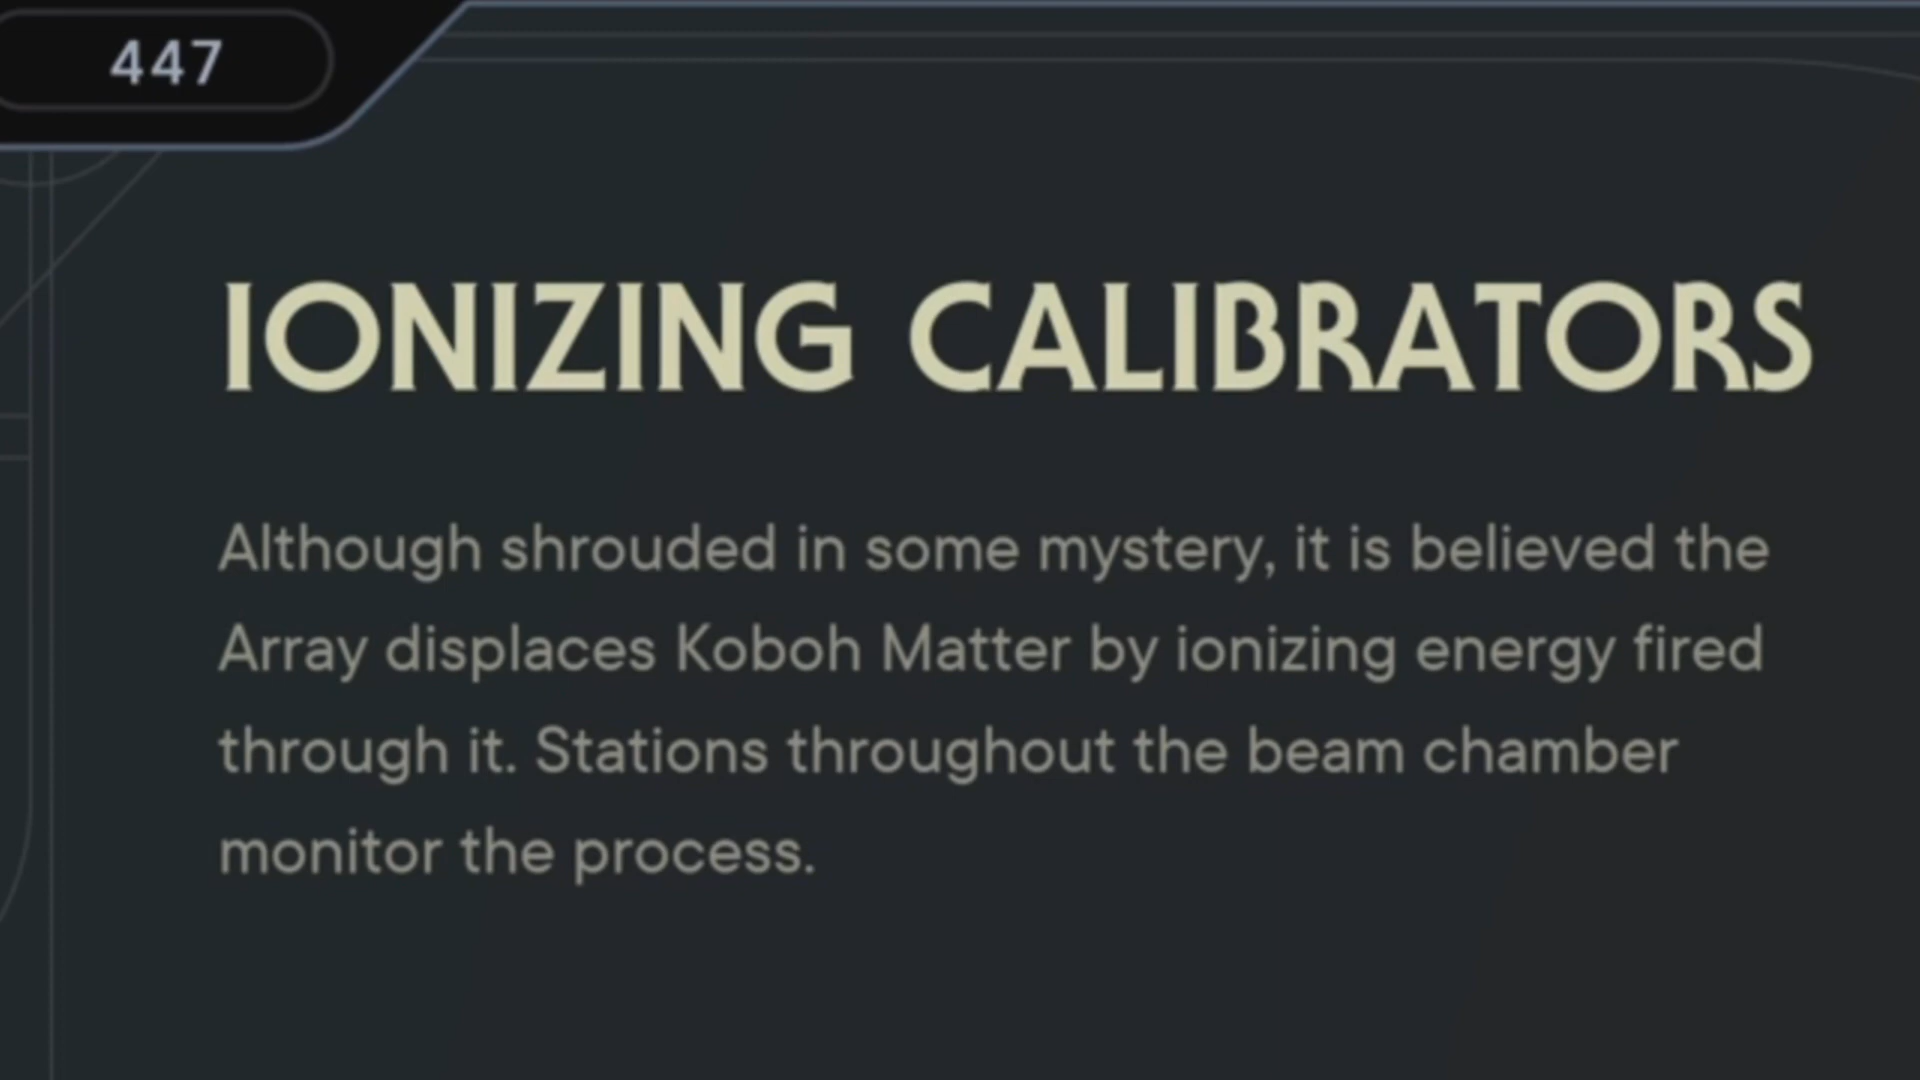 447
IONIZING CALIBRATORS
Although shrouded in some mystery, it is believed the
Array displaces Koboh Matter by ionizing energy fired
through it. Stations throughout the beam chamber
monitor the process.